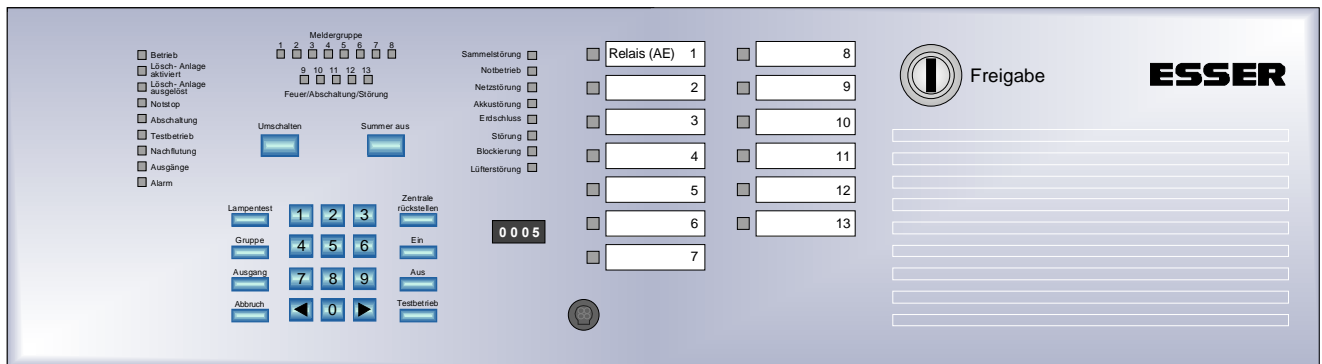 Betrieb
Lösch- Anlage
aktiviert
Lösch- Anlage
ausgelöst
Notstop
Abschaltung
Testbetrieb
Nachflutung
Ausgänge
Alarm
Meldergruppe
1 2 3 4 5 6 7 8
9 10 11 12 13
Feuer/Abschaltung/Störung
Umschalten
Summer aus
Lampentest
Gruppe
Ausgang
Abbruch
1 2 3
4 5 6
7 8 9
0
Zentrale
rückstellen
Ein
Aus
Testbetrieb
Sammelstörung
Notbetrieb
Netzstörung
Akkustörung
Erdschluss
Störung
Blockierung
Lüfterstörung
0005
Relais (AE) 1
2
3
4
5
6
7
8
9
10
11
12
13
Freigabe
ESSER